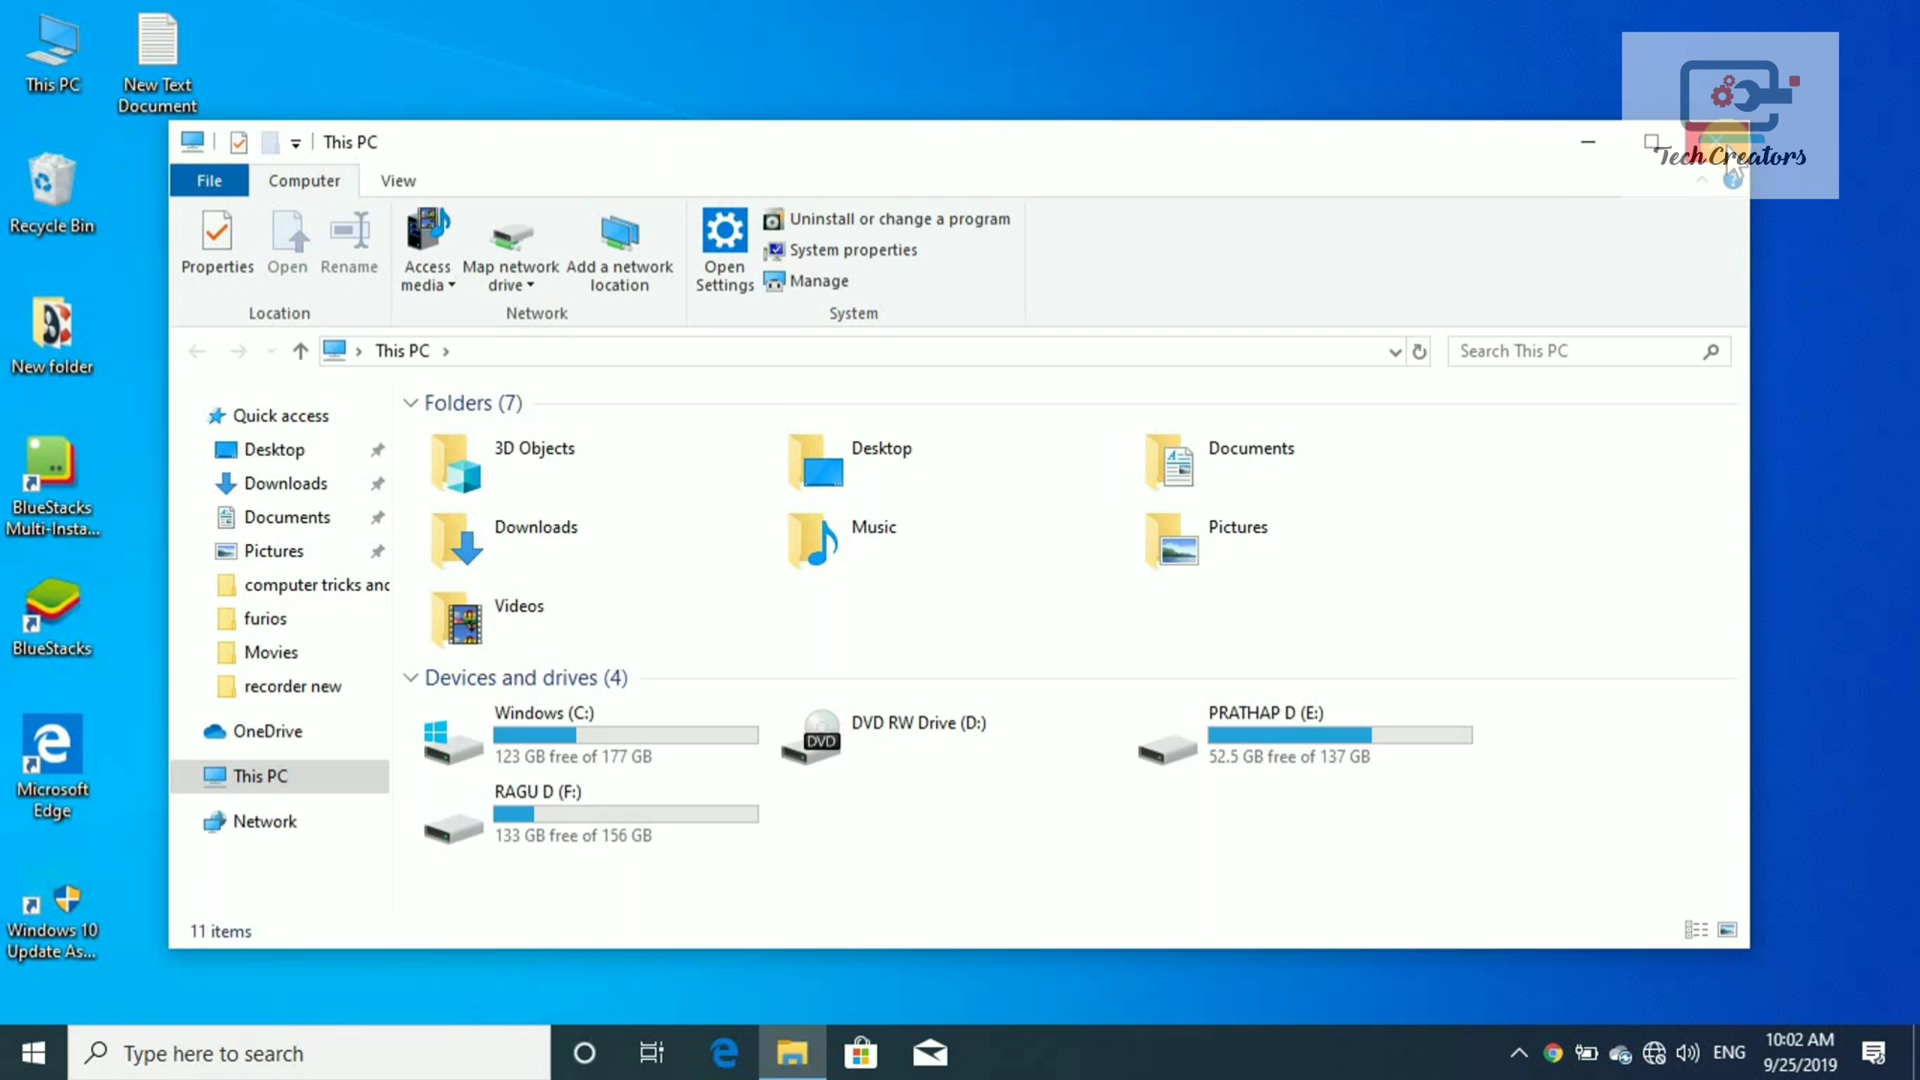 This PC
New Text
Document
Recycle Bin
New folder
BlueStacks
Multi-Insta...
BlueStacks
Microsoft
Edge
Windows 10
Update As...
Tech Creators
This PC
File
Computer
View
Properties
Open
Rename
Location
Access
media
Map network
drive
Add a network
location
Network
Open
Settings
Uninstall or change a program
System properties
Manage
System
This PC
Search This PC
Quick access
Desktop
Downloads
Documents
Pictures
computer tricks and
furios
Movies
recorder new
OneDrive
This PC
Network
Folders (7)
3D Objects
Desktop
Documents
Downloads
Music
Pictures
Videos
Devices and drives (4)
Windows (C:)
123 GB free of 177 GB
DVD
DVD RW Drive (D:)
PRATHAP D (E:)
52.5 GB free of 137 GB
RAGU D (F:)
133 GB free of 156 GB
11 items
Type here to search
ENG
10:02 AM
9/25/2019